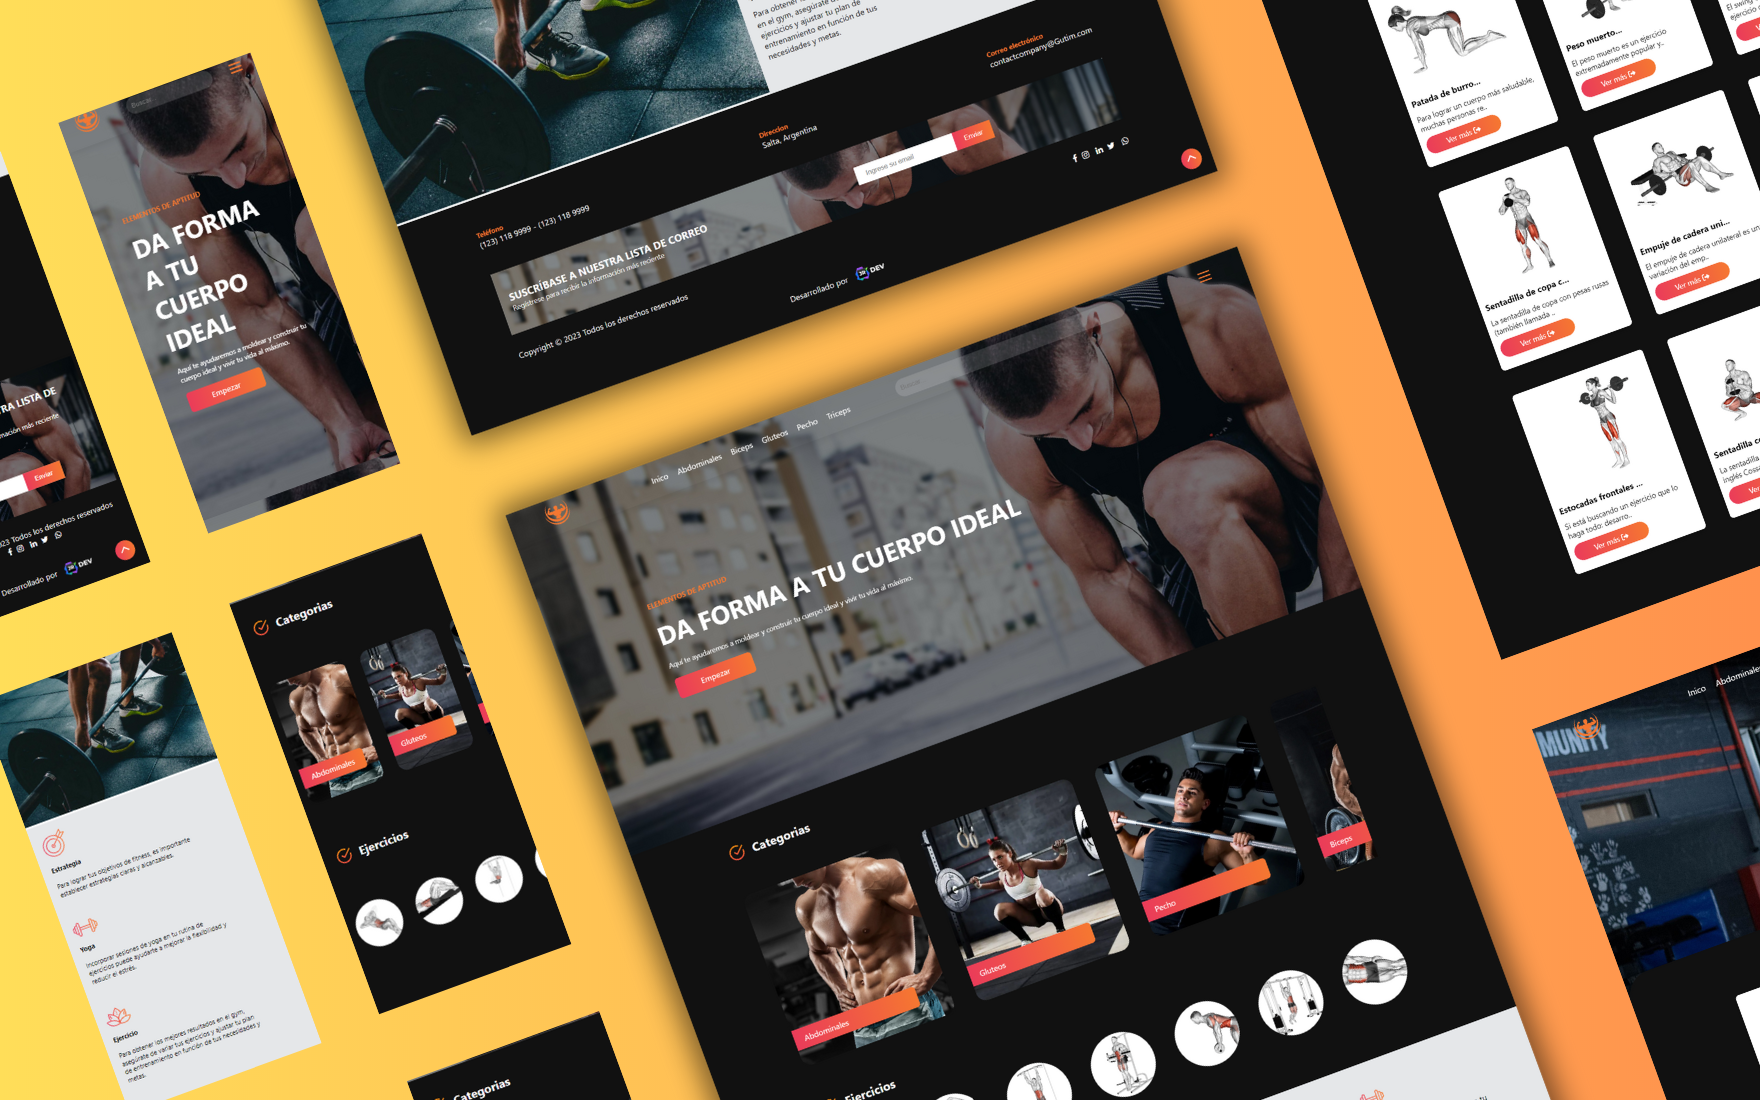 Buscar
ELEMENTOS DE APTITUD
DA FORMA
A TU
CUERPO
IDEAL
Aquí te ayudaremos a moldear y construir tu
cuerpo ideal y vivir tu vida al máximo.
Empezar
Para obtener
en el gym, asegúrate
ejercicios y ajustar tu plan de
entrenamiento en función de tus
necesidades y metas.
Correo electrónico
contactcompany@Gutim.com
Direccion
Salta, Argentina
Teléfono
(123) 118 9999 - (123) 118 9999
SUSCRÍBASE A NUESTRA LISTA DE CORREO
Regístrese para recibir la información más reciente
Ingrese su email
Enviar
Copyright © 2023 Todos los derechos reservados
Desarrollado por
DEV
Patada de burro...
Para lograr un cuerpo más saludable,
muchas personas re..
Ver más
Peso muerto...
El peso muerto es un ejercicio
extremadamente popular y..
Ver más
El swing
ejercicio
Sentadilla de copa c...
La sentadilla de copa con pesas rusas
(también llamada ..
Ver más
Empuje de cadera uni...
El empuje de cadera unilateral es un
variación del emp..
Ver más
Estocadas frontales ...
Si está buscando un ejercicio que lo
haga todo: desarro..
Ver más
Sentadilla
La sentadilla
inglés Coss
LISTA DE
mación más reciente
Enviar
23 Todos los derechos reservados
Desarrollado por
DEV
Inico
Abdominales
Biceps
Gluteos
Pecho
Triceps
Buscar
ELEMENTOS DE APTITUD
DA FORMA A TU CUERPO IDEAL
Aquí te ayudaremos a moldear y construir tu cuerpo ideal y vivir tu vida al máximo.
Empezar
Categorias
Abdominales
Gluteos
Pecho
Biceps
Ejercicios
Categorias
Abdominales
Gluteos
Ejercicios
Estrategia
Para lograr tus objetivos de fitness, es importante
establecer estrategias claras y alcanzables.
Yoga
Incorporar sesiones de yoga en tu rutina de
ejercicios puede ayudarte a mejorar la flexibilidad y
reducir el estrés.
Ejercicio
Para obtener los mejores resultados en el gym,
asegúrate de variar tus ejercicios y ajustar tu plan
de entrenamiento en función de tus necesidades y
metas.
Categorias
Inico
Abdominales
MUNITY